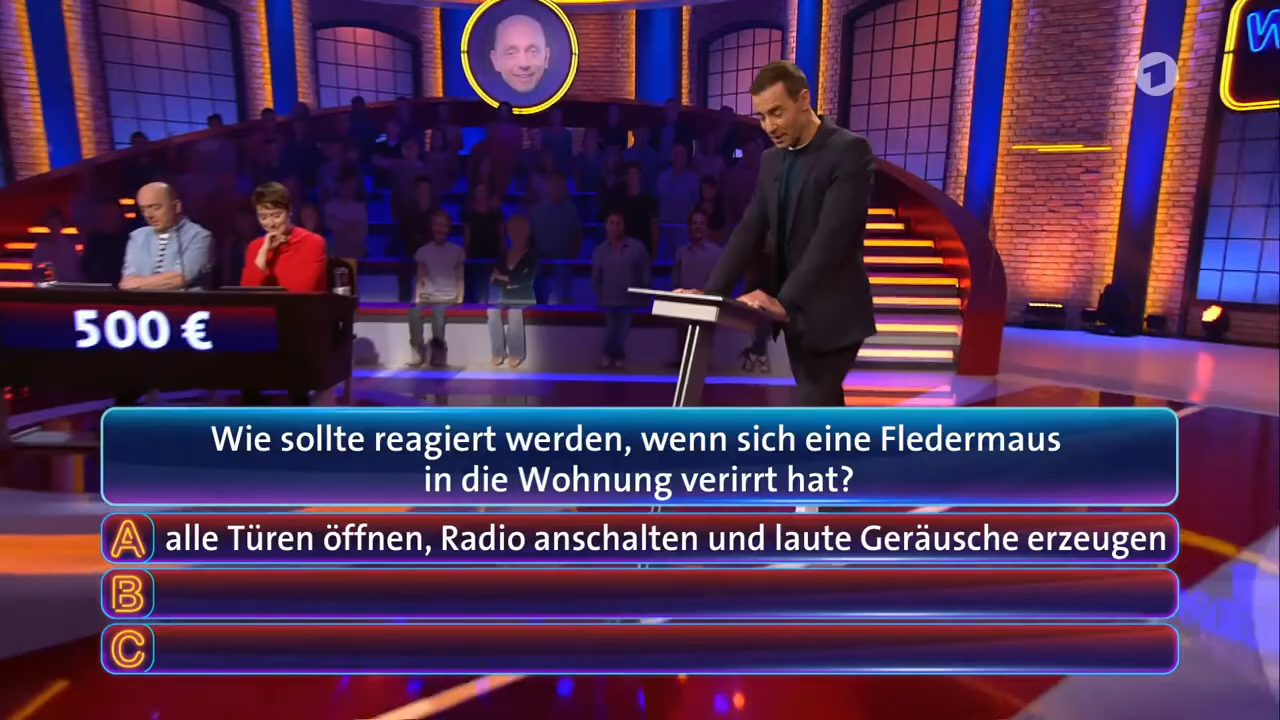 500 €
Wie sollte reagiert werden, wenn sich eine Fledermaus
in die Wohnung verirrt hat?
A alle Türen öffnen, Radio anschalten und laute Geräusche erzeugen
B
C
1
W